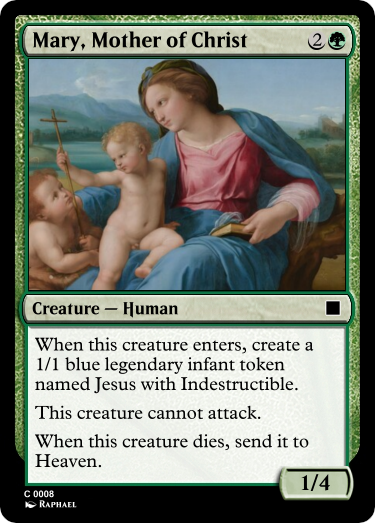 Mary, Mother of Christ 2
Creature — Human
When this creature enters, create a
1/1 blue legendary infant token
named Jesus with Indestructible.
This creature cannot attack.
When this creature dies, send it to
Heaven.
1/4
C 0008
Raphael